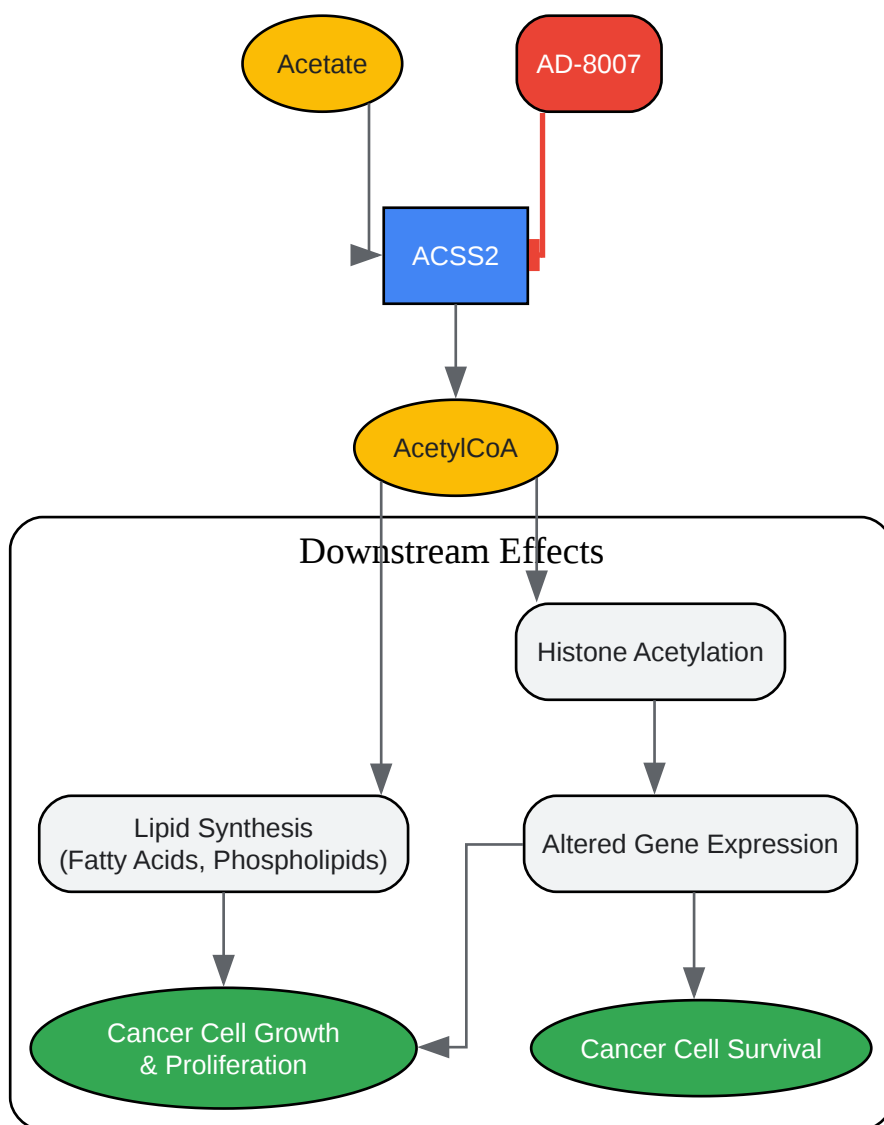 Acetate
AD-8007
ACSS2
AcetylCoA
Downstream Effects
Histone Acetylation
Lipid Synthesis
(Fatty Acids, Phospholipids)
Altered Gene Expression
Cancer Cell Growth
& Proliferation
Cancer Cell Survival